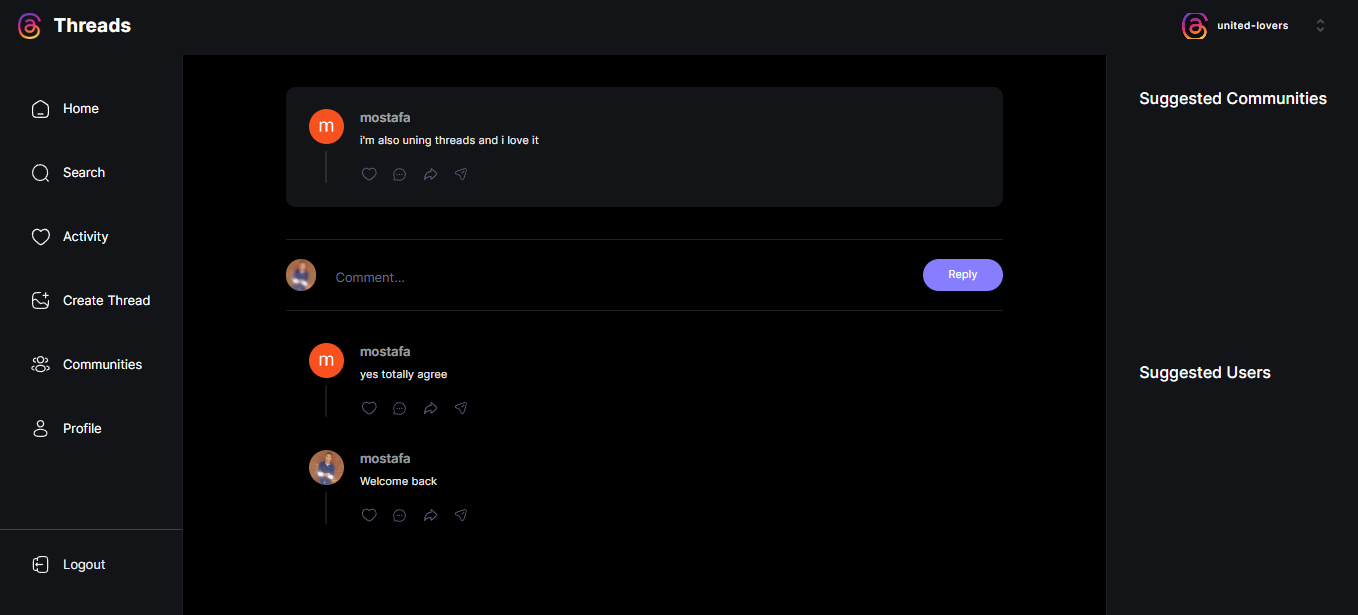 Threads
united-lovers
Home
Search
Activity
Create Thread
Communities
Profile
Logout
m
mostafa
i'm also uning threads and i love it
Comment...
Reply
m
mostafa
yes totally agree
mostafa
Welcome back
Suggested Communities
Suggested Users